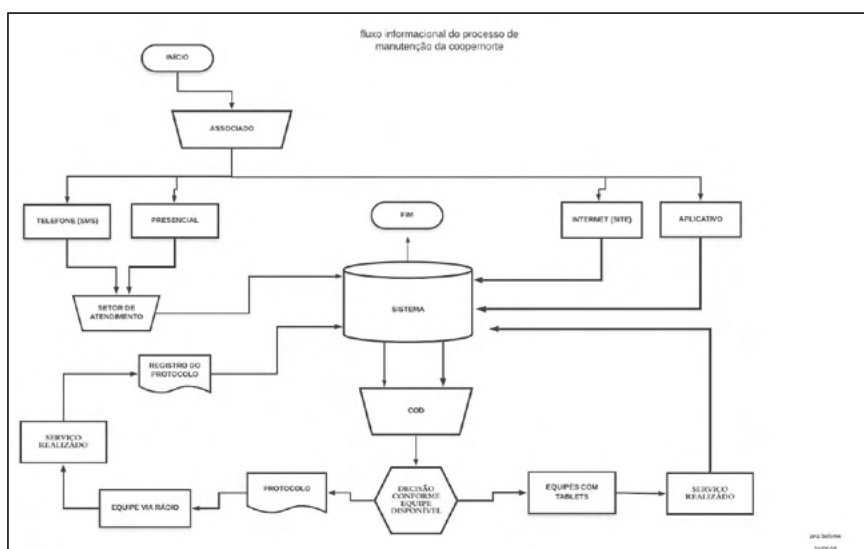 fluxo informacional do processo de
manutenção da coopernorte
INÍCIO
ASSOCIADO
TELEFONE (SMS)
PRESENCIAL
FIM
INTERNET (SITE)
APLICATIVO
SETOR DE
ATENDIMENTO
SISTEMA
REGISTRO DO
PROTOCOLO
COD
SERVIÇO
REALIZADO
DECISÃO
CONFORME
EQUIPE
DISPONÍVEL
PROTOCOLO
EQUIPE VIA RÁDIO
EQUIPES COM
TABLETS
SERVIÇO
REALIZADO